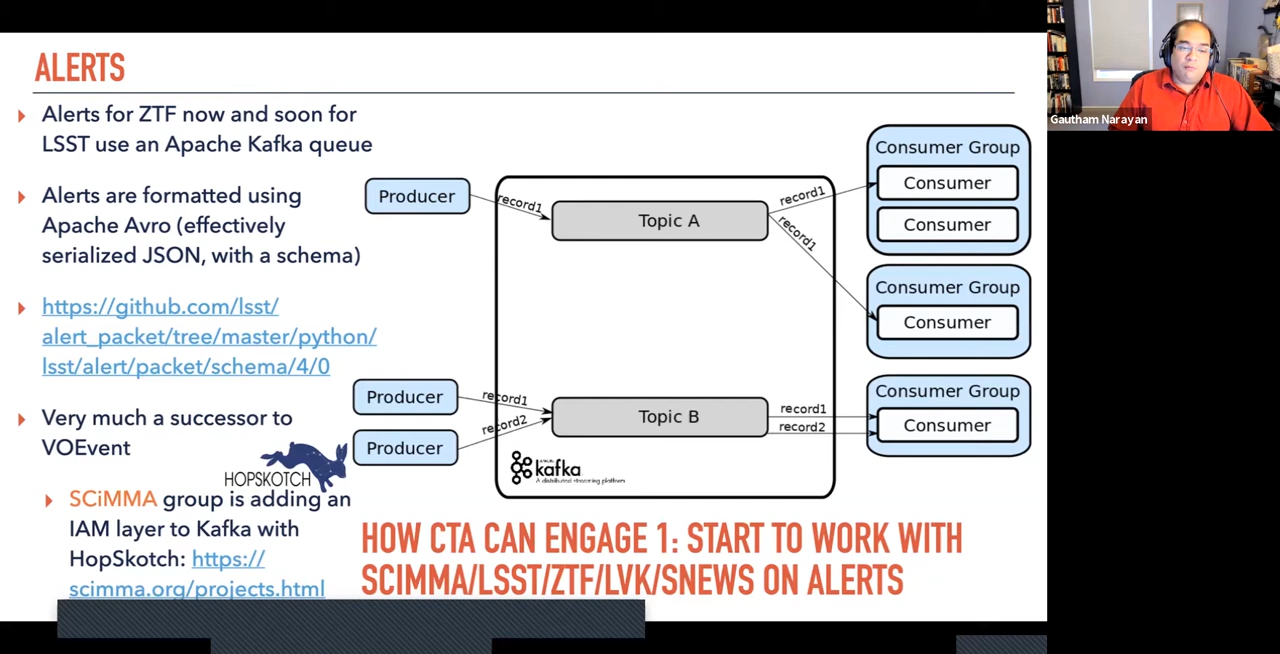 ALERTS
Alerts for ZTF now and soon for
LSST use an Apache Kafka queue
Alerts are formatted using
Apache Avro (effectively
serialized JSON, with a schema)
https://github.com/lsst/
alert_packet/tree/master/python/
lsst/alert/packet/schema/4/0
Very much a successor to
VOEvent
HOPSKOTCH
SCiMMA group is adding an
IAM layer to Kafka with
HopSkotch: https://
scimma.org/projects.html
Producer
record1
Topic A
record1
record1
Consumer Group
Consumer
Consumer
Consumer Group
Consumer
Producer
Producer
record1
record2
Topic B
record1
record2
Consumer Group
Consumer
APACHE
kafka
A distributed streaming platform
HOW CTA CAN ENGAGE 1: START TO WORK WITH
SCIMMA/LSST/ZTF/LVK/SNEWS ON ALERTS
Gautham Narayan